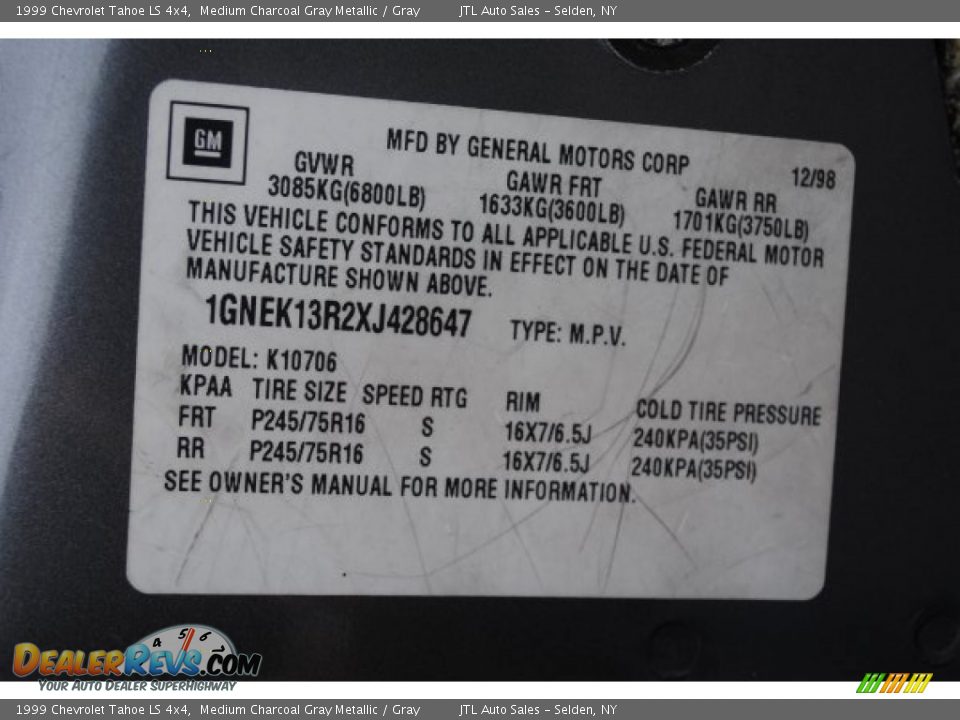 1999 Chevrolet Tahoe LS 4x4, Medium Charcoal Gray Metallic / Gray JTL Auto Sales - Selden, NY
GM
MFD BY GENERAL MOTORS CORP
12/98
GVWR GAWR FRT GAWR RR
3085KG(6800LB) 1633KG(3600LB) 1701KG(3750LB)
THIS VEHICLE CONFORMS TO ALL APPLICABLE U.S. FEDERAL MOTOR
VEHICLE SAFETY STANDARDS IN EFFECT ON THE DATE OF
MANUFACTURE SHOWN ABOVE.
1GNEK13R2XJ428647 TYPE: M.P.V.
MODEL: K10706
KPAA TIRE SIZE SPEED RTG RIM COLD TIRE PRESSURE
FRT P245/75R16 S 16X7/6.5J 240KPA(35PSI)
RR P245/75R16 S 16X7/6.5J 240KPA(35PSI)
SEE OWNER'S MANUAL FOR MORE INFORMATION.
4 5 6
DEALERREVS.COM
YOUR AUTO DEALER SUPERHIGHWAY
1999 Chevrolet Tahoe LS 4x4, Medium Charcoal Gray Metallic / Gray JTL Auto Sales - Selden, NY